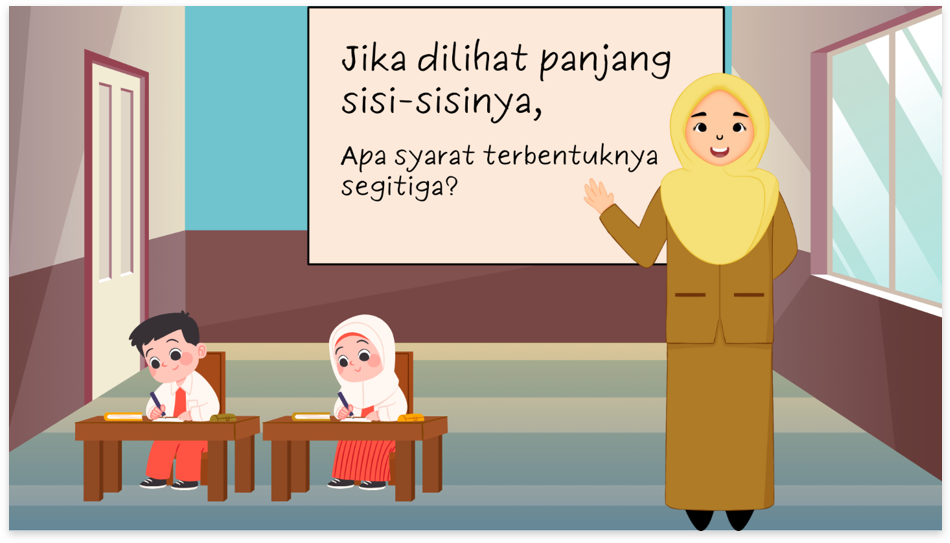 Jika dilihat panjang
sisi-sisinya,
Apa syarat terbentuknya
segitiga?